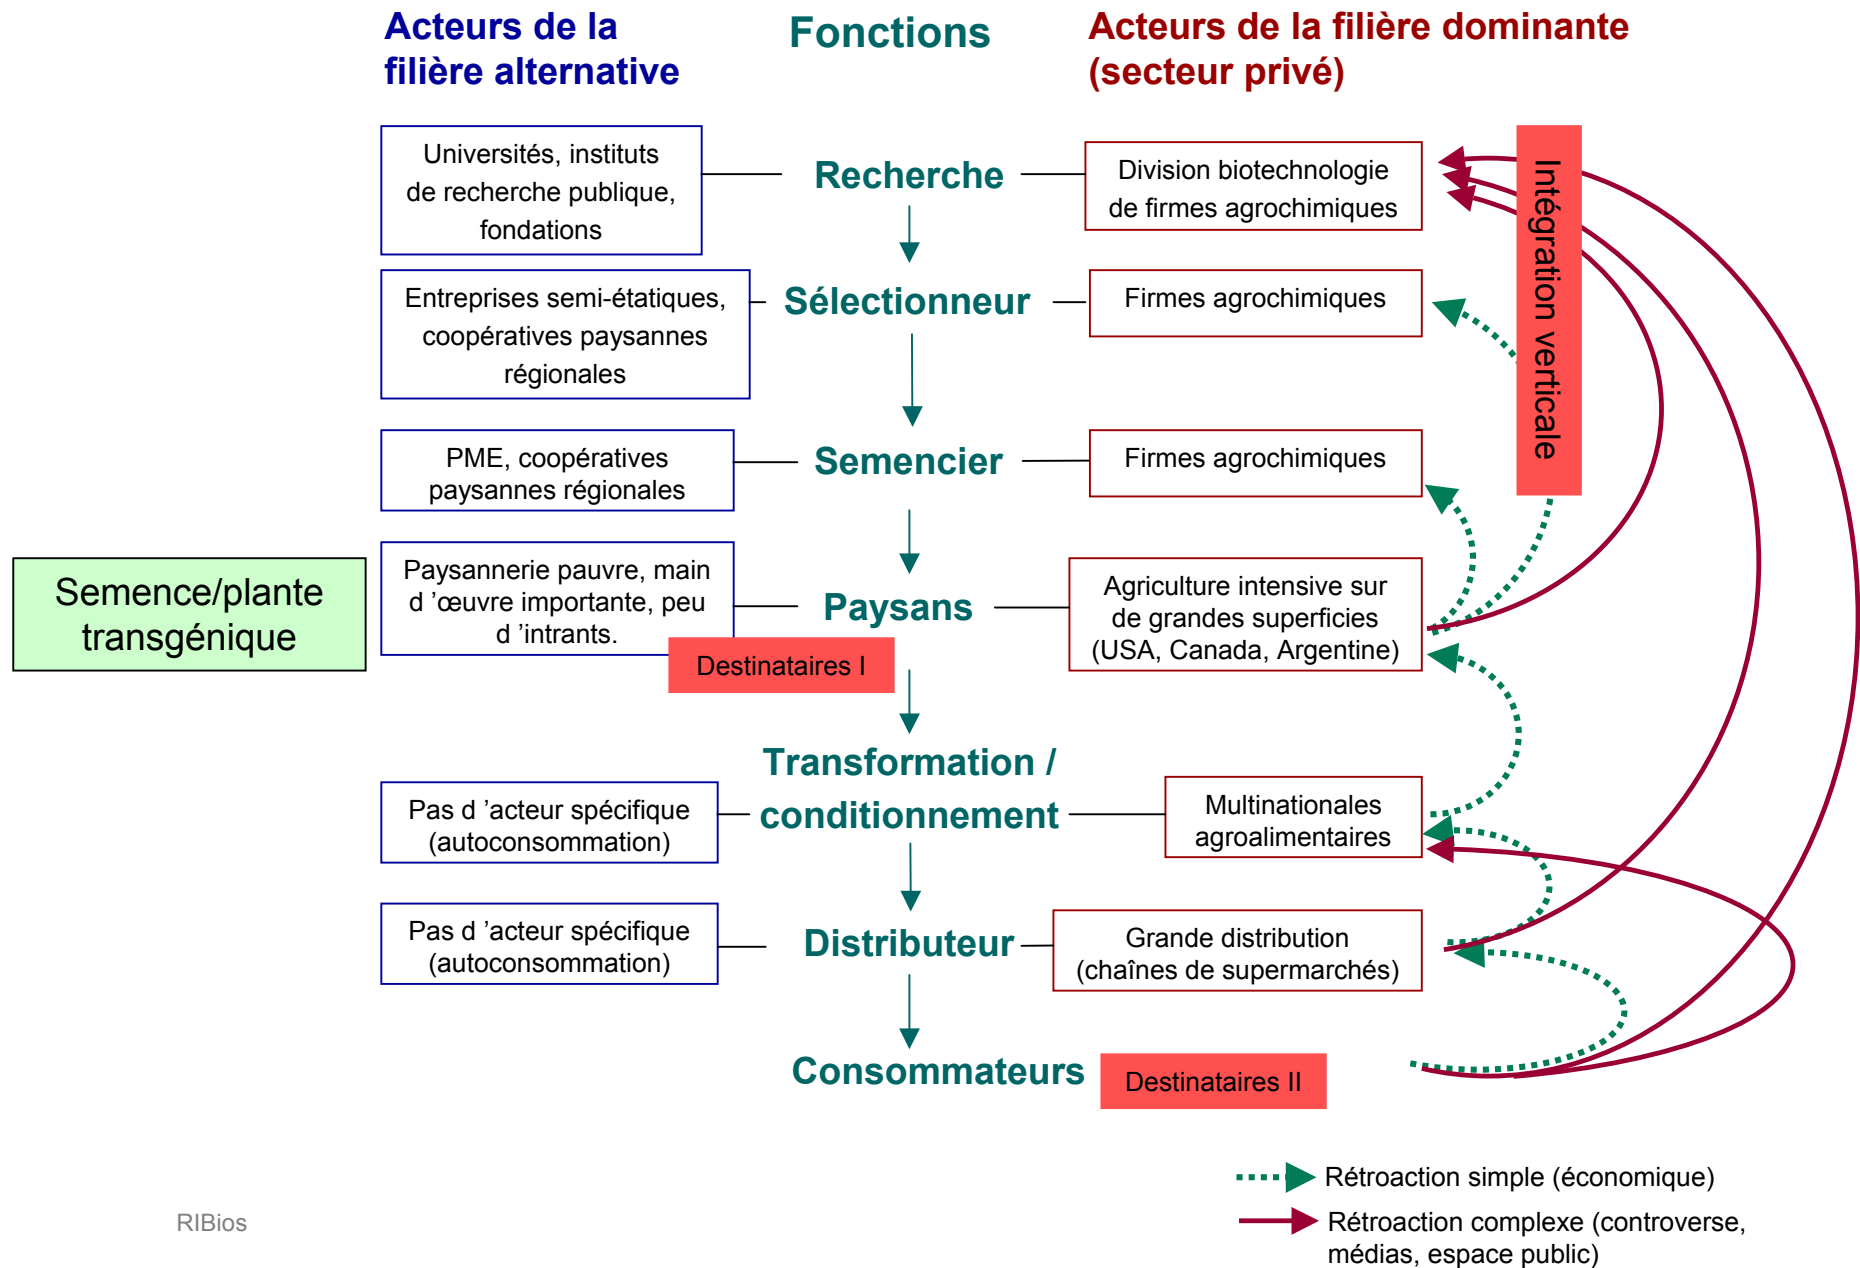 Acteurs de la
filière alternative
Fonctions
Acteurs de la filière dominante
(secteur privé)
Universités, instituts
de recherche publique,
fondations
Recherche
Division biotechnologie
de firmes agrochimiques
Intégration verticale
Entreprises semi-étatiques,
coopératives paysannes
régionales
Sélectionneur
Firmes agrochimiques
PME, coopératives
paysannes régionales
Semencier
Firmes agrochimiques
Semence/plante
transgénique
Paysannerie pauvre, main
d ’œuvre importante, peu
d ’intrants.
Paysans
Agriculture intensive sur
de grandes superficies
(USA, Canada, Argentine)
Destinataires I
Transformation /
conditionnement
Pas d ’acteur spécifique
(autoconsommation)
Multinationales
agroalimentaires
Pas d ’acteur spécifique
(autoconsommation)
Distributeur
Grande distribution
(chaînes de supermarchés)
Consommateurs
Destinataires II
Rétroaction simple (économique)
Rétroaction complexe (controverse,
médias, espace public)
RIBios